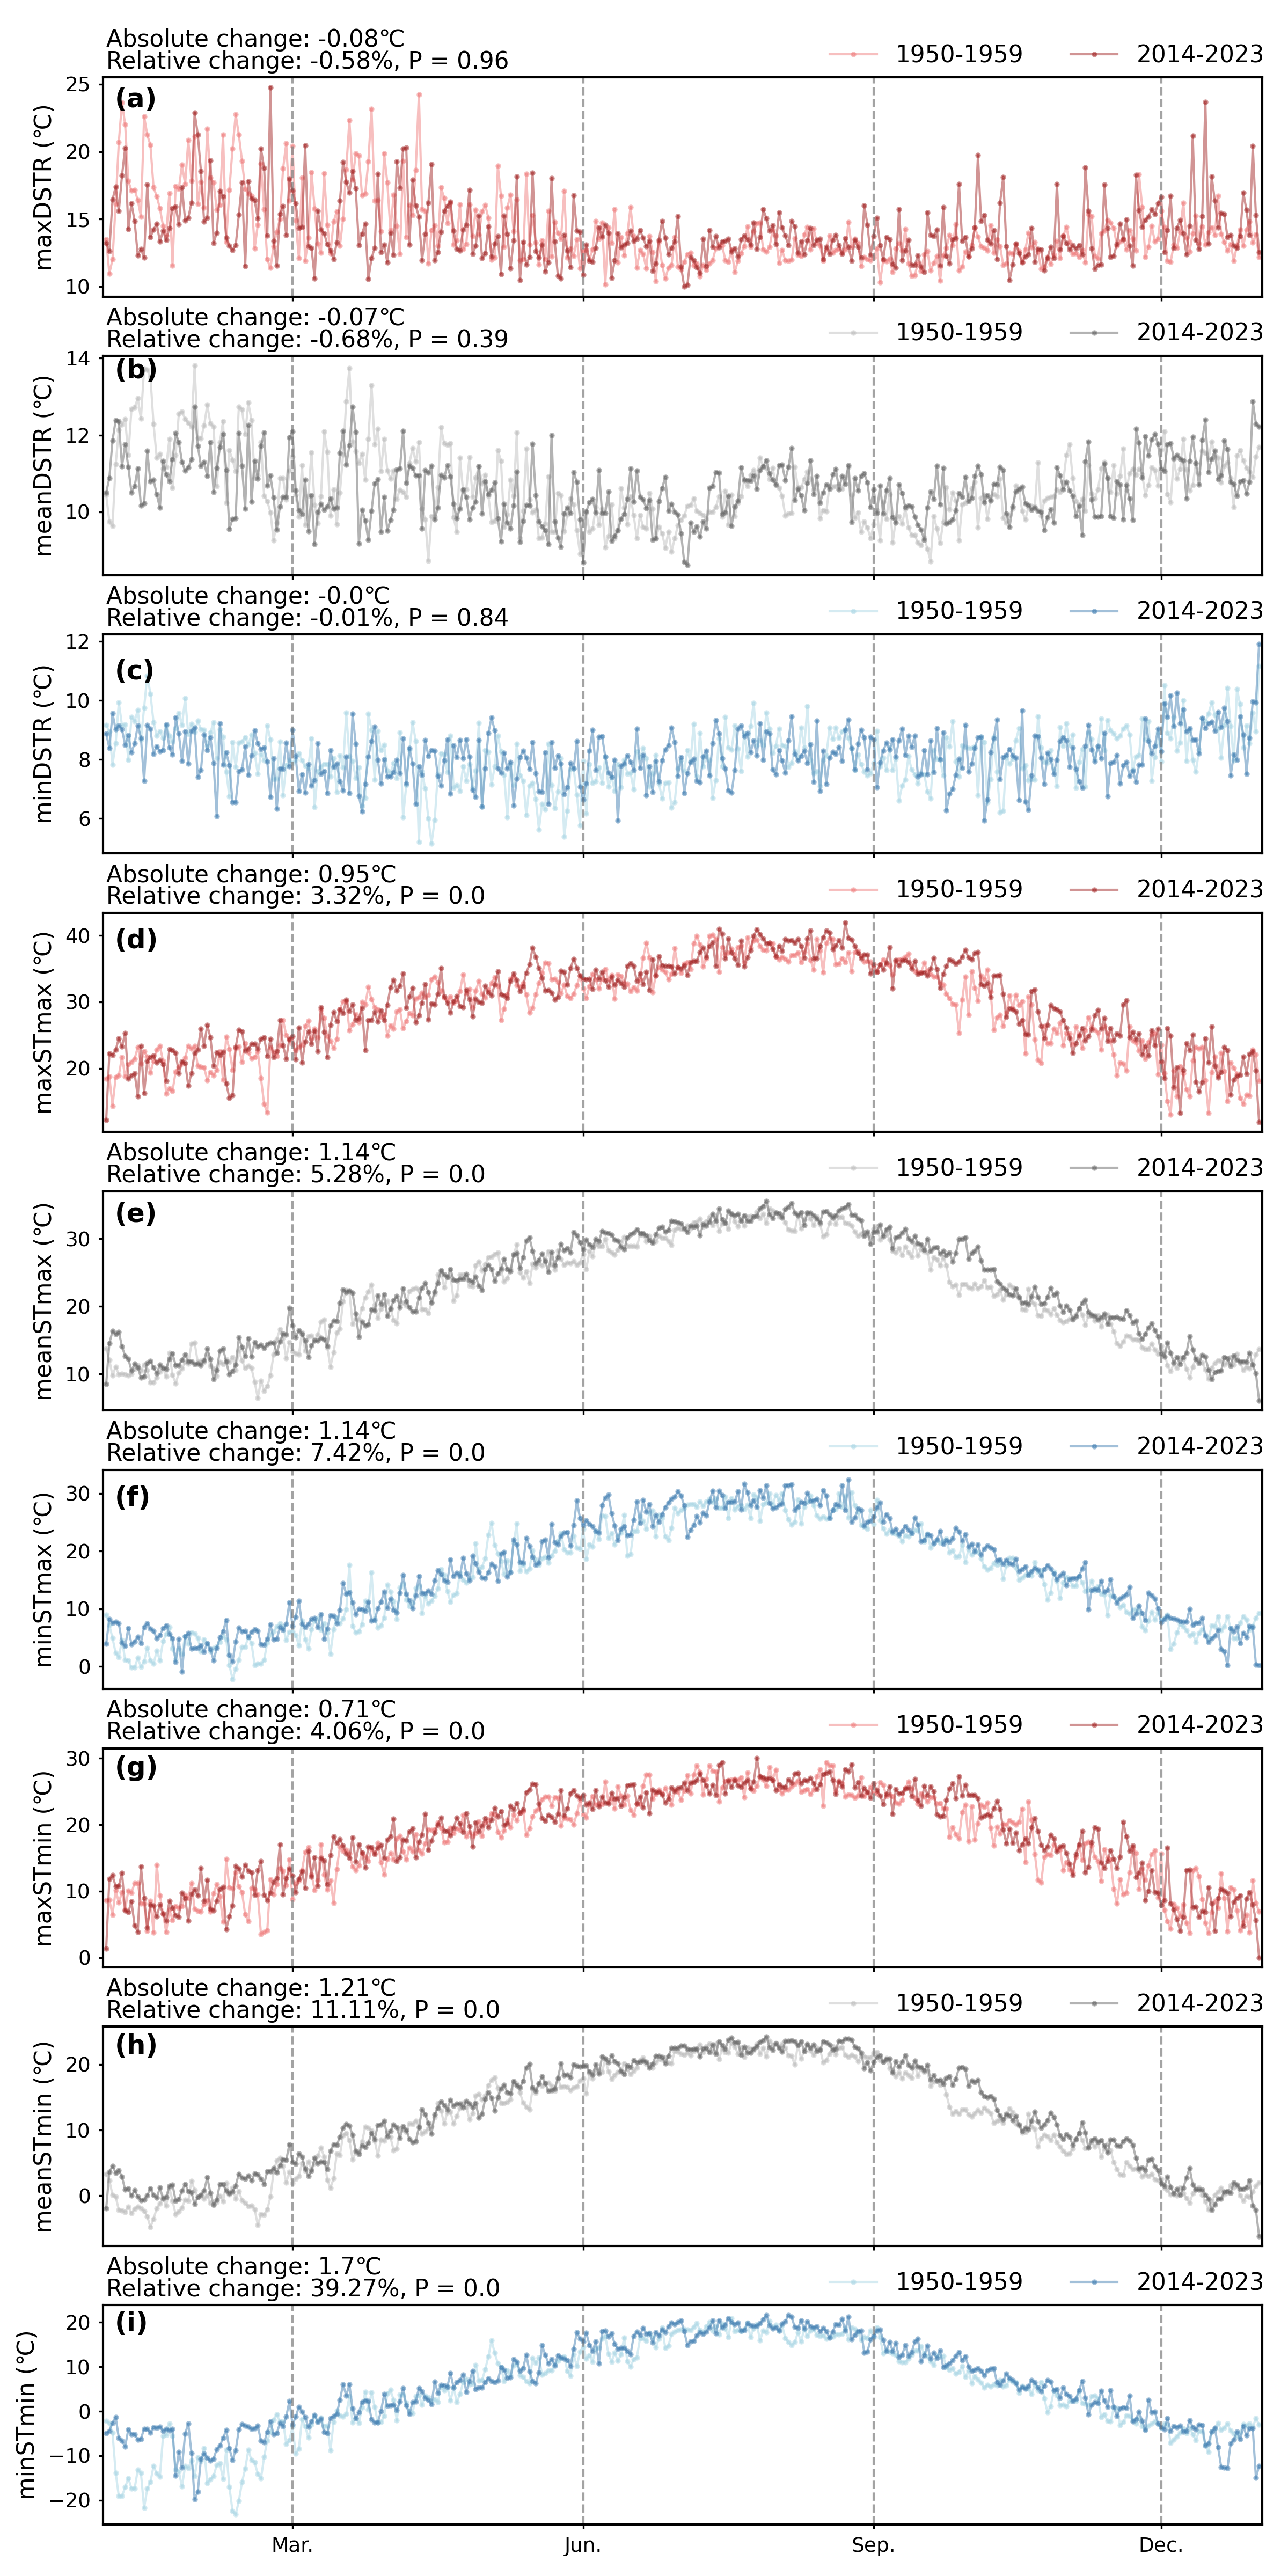 Absolute change: -0.08℃
Relative change: -0.58%, P = 0.96
1950-1959 2014-2023
(a)
maxDSTR (℃)
25
20
15
10
Absolute change: -0.07℃
Relative change: -0.68%, P = 0.39
1950-1959 2014-2023
(b)
meanDSTR (℃)
14
12
10
Absolute change: -0.0℃
Relative change: -0.01%, P = 0.84
1950-1959 2014-2023
(c)
minDSTR (℃)
12
10
8
6
Absolute change: 0.95℃
Relative change: 3.32%, P = 0.0
1950-1959 2014-2023
(d)
maxSTmax (℃)
40
30
20
Absolute change: 1.14℃
Relative change: 5.28%, P = 0.0
1950-1959 2014-2023
(e)
meanSTmax (℃)
30
20
10
Absolute change: 1.14℃
Relative change: 7.42%, P = 0.0
1950-1959 2014-2023
(f)
minSTmax (℃)
30
20
10
0
Absolute change: 0.71℃
Relative change: 4.06%, P = 0.0
1950-1959 2014-2023
(g)
maxSTmin (℃)
30
20
10
0
Absolute change: 1.21℃
Relative change: 11.11%, P = 0.0
1950-1959 2014-2023
(h)
meanSTmin (℃)
20
10
0
Absolute change: 1.7℃
Relative change: 39.27%, P = 0.0
1950-1959 2014-2023
(i)
minSTmin (℃)
20
10
0
−10
−20
Mar. Jun. Sep. Dec.